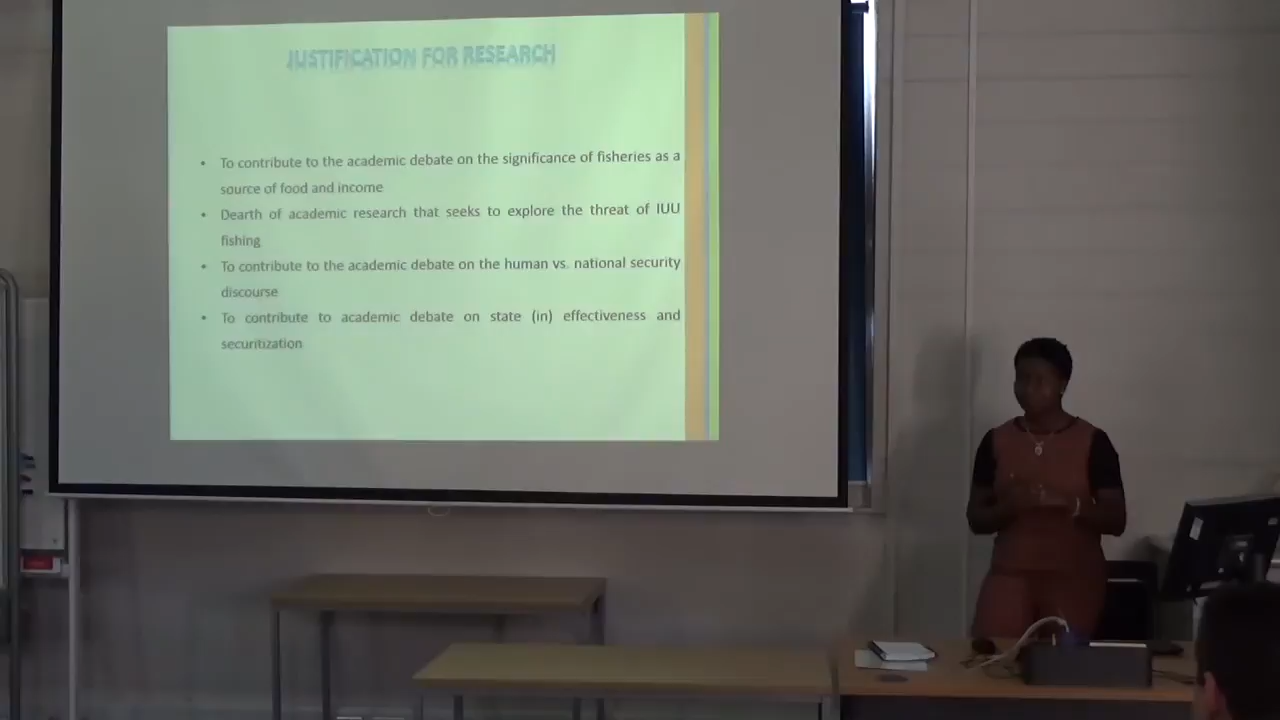 JUSTIFICATION FOR RESEARCH
• To contribute to the academic debate on the significance of fisheries as a
source of food and income
• Dearth of academic research that seeks to explore the threat of IUU
fishing
• To contribute to the academic debate on the human vs. national security
discourse
• To contribute to academic debate on state (in) effectiveness and
securitization